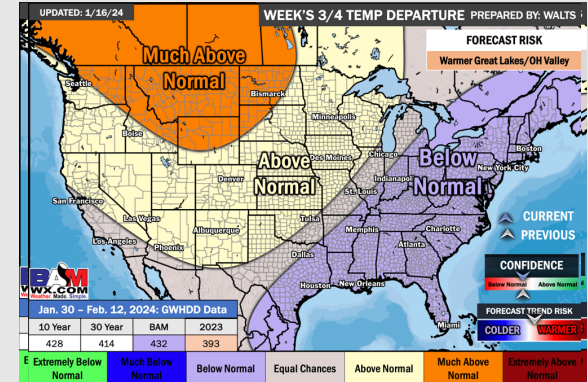 UPDATED: 1/16/24
WEEK'S 3/4 TEMP DEPARTURE PREPARED BY: WALTS
FORECAST RISK
Warmer Great Lakes/OH Valley
Much Above
Normal
Seattle
Bismarck
Minneapolis
Boise
Boston
Above
Normal
Des Moines
Chicago
Below
Normal
New York City
Denver
Indianapol
St. Louis
San Francisco
Las Vegas
Los Angeles
Phoenix
Albuquerque
Tulsa
Memphis
Charlotte
Atlanta
Dallas
Houston
New Orleans
Miami
CURRENT
PREVIOUS
CONFIDENCE
Below Normal
Above Normal
FORECAST TREND RISK
COLDER
WARMER
BAM
WX.COM
Weather. Made. Simple.
Jan. 30 – Feb. 12, 2024: GWHDD Data
10 Year 30 Year BAM 2023
428 414 432 393
E
Extremely Below
Normal
Much Below
Normal
Below Normal
Equal Chances
Above Normal
Much Above
Normal
Extremely Above
Normal